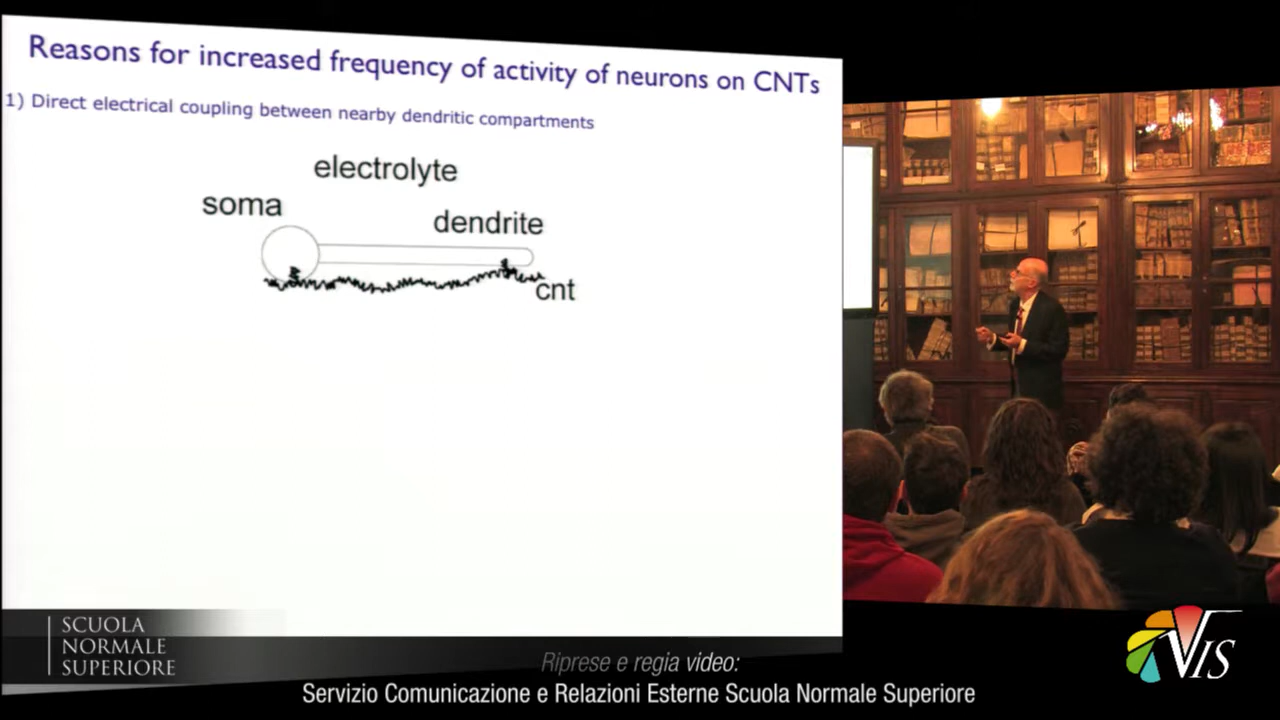 Reasons for increased frequency of activity of neurons on CNTs
1) Direct electrical coupling between nearby dendritic compartments
electrolyte
soma
dendrite
cnt
SCUOLA
NORMALE
SUPERIORE
Riprese e regia video:
Servizio Comunicazione e Relazioni Esterne Scuola Normale Superiore
VIS